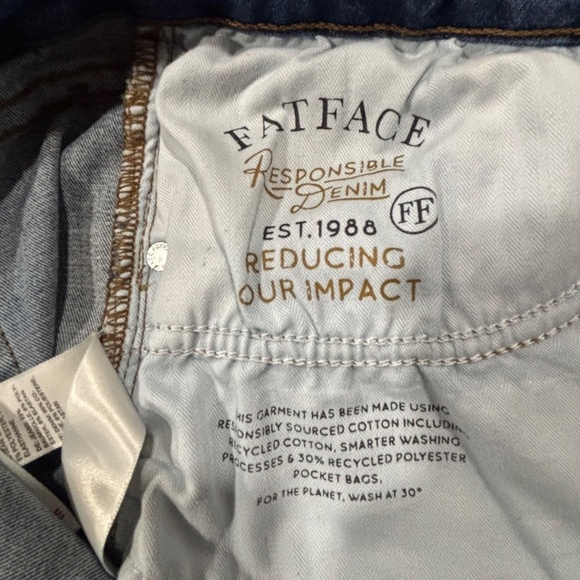 FATFACE
RESPONSIBLE
DENIM
EST.1988 FF
REDUCING
OUR IMPACT
THIS GARMENT HAS BEEN MADE USING
RESPONSIBLY SOURCED COTTON INCLUDING
RECYCLED COTTON, SMARTER WASHING
PROCESSES & 30% RECYCLED POLYESTER
POCKET BAGS.
FOR THE PLANET, WASH AT 30°